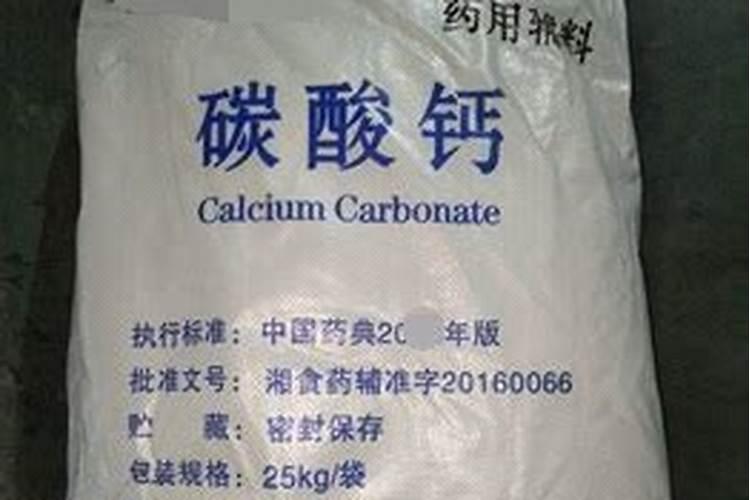 药用辅料
碳酸钙
Calcium Carbonate
执行标准：中国药典20 年版
批准文号：湘食药辅准字20160066
贮 藏：密封保存
包装规格：25kg/袋